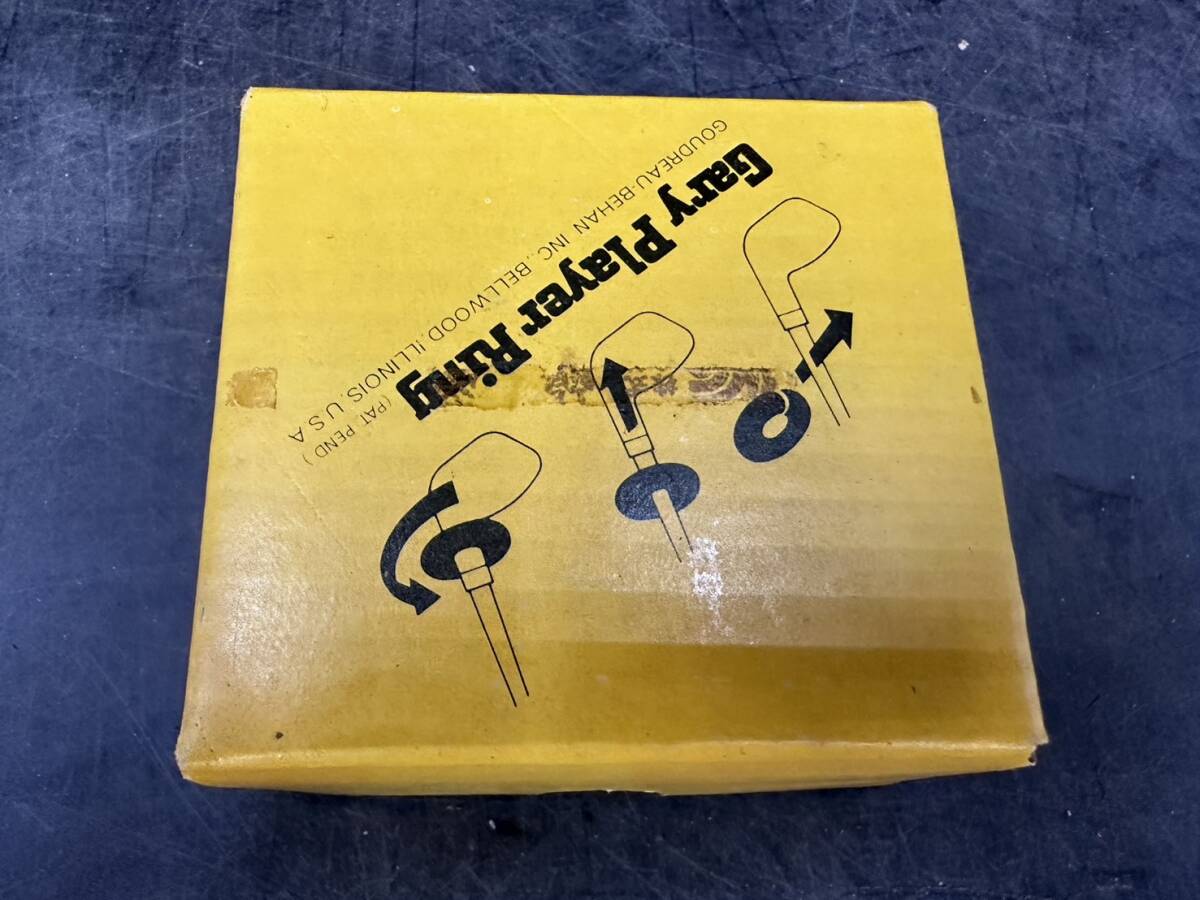 Gary Player Ring
(PAT PEND)
GOUDREAU-BEHAN INC. BELLWOOD, ILLINOIS, U.S.A